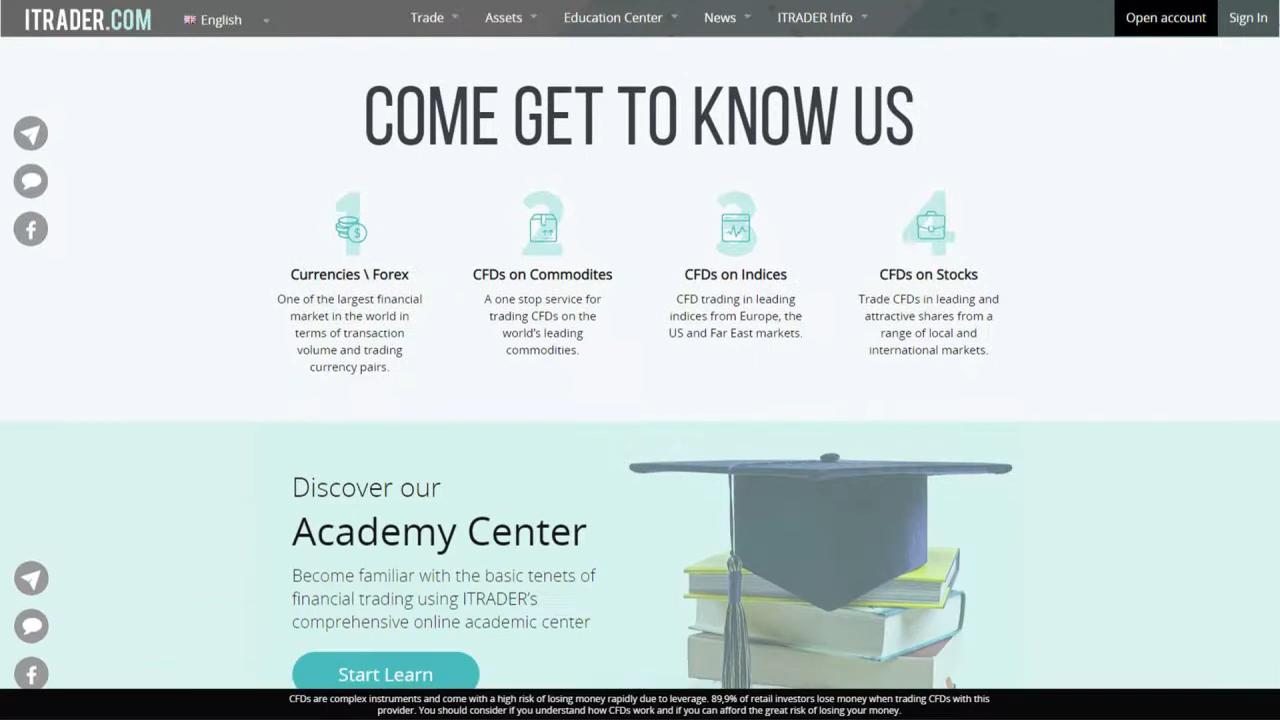 ITRADER.COM English Trade Assets Education Center News ITRADER Info Open account Sign In
COME GET TO KNOW US
1 2 3 4
Currencies \ Forex
One of the largest financial
market in the world in
terms of transaction
volume and trading
currency pairs.
CFDs on Commodites
A one stop service for
trading CFDs on the
world's leading
commodities.
CFDs on Indices
CFD trading in leading
indices from Europe, the
US and Far East markets.
CFDs on Stocks
Trade CFDs in leading and
attractive shares from a
range of local and
international markets.
Discover our
Academy Center
Become familiar with the basic tenets of
financial trading using ITRADER's
comprehensive online academic center
Start Learn
CFDs are complex instruments and come with a high risk of losing money rapidly due to leverage. 89,9% of retail investors lose money when trading CFDs with this
provider. You should consider if you understand how CFDs work and if you can afford the great risk of losing your money.